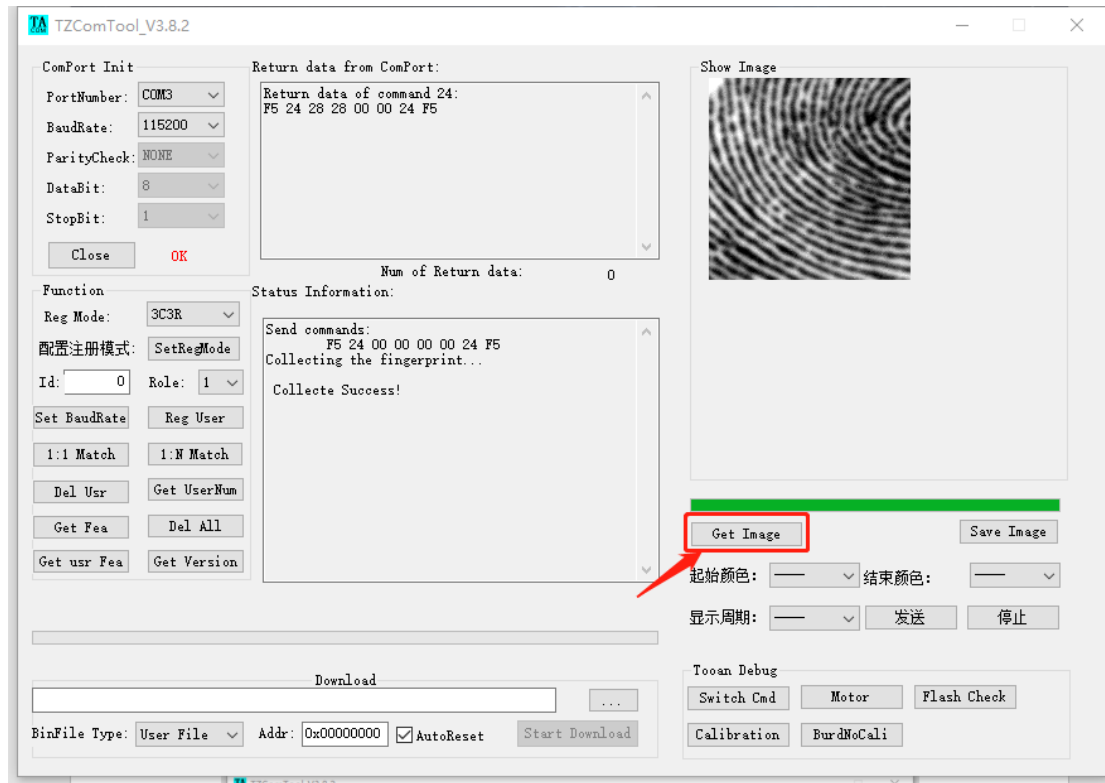 TA
COM
TZComTool_V3.8.2
ComPort Init
PortNumber: COM3
BaudRate: 115200
ParityCheck: NONE
DataBit: 8
StopBit: 1
Close OK
Return data from ComPort:
Return data of command 24:
F5 24 28 28 00 00 24 F5
Num of Return data: 0
Function
Reg Mode: 3C3R
配置注册模式: SetRegMode
Id: 0 Role: 1
Set BaudRate Reg User
1:1 Match 1:N Match
Del Usr Get UserNum
Get Fea Del All
Get usr Fea Get Version
Status Information:
Send commands:
F5 24 00 00 00 00 24 F5
Collecting the fingerprint...
Collecte Success!
Show Image
Get Image Save Image
起始颜色: 结束颜色:
显示周期: 发送 停止
Download
...
BinFile Type: User File Addr: 0x00000000 AutoReset Start Download
Tooan Debug
Switch Cmd Motor Flash Check
Calibration BurdNoCali